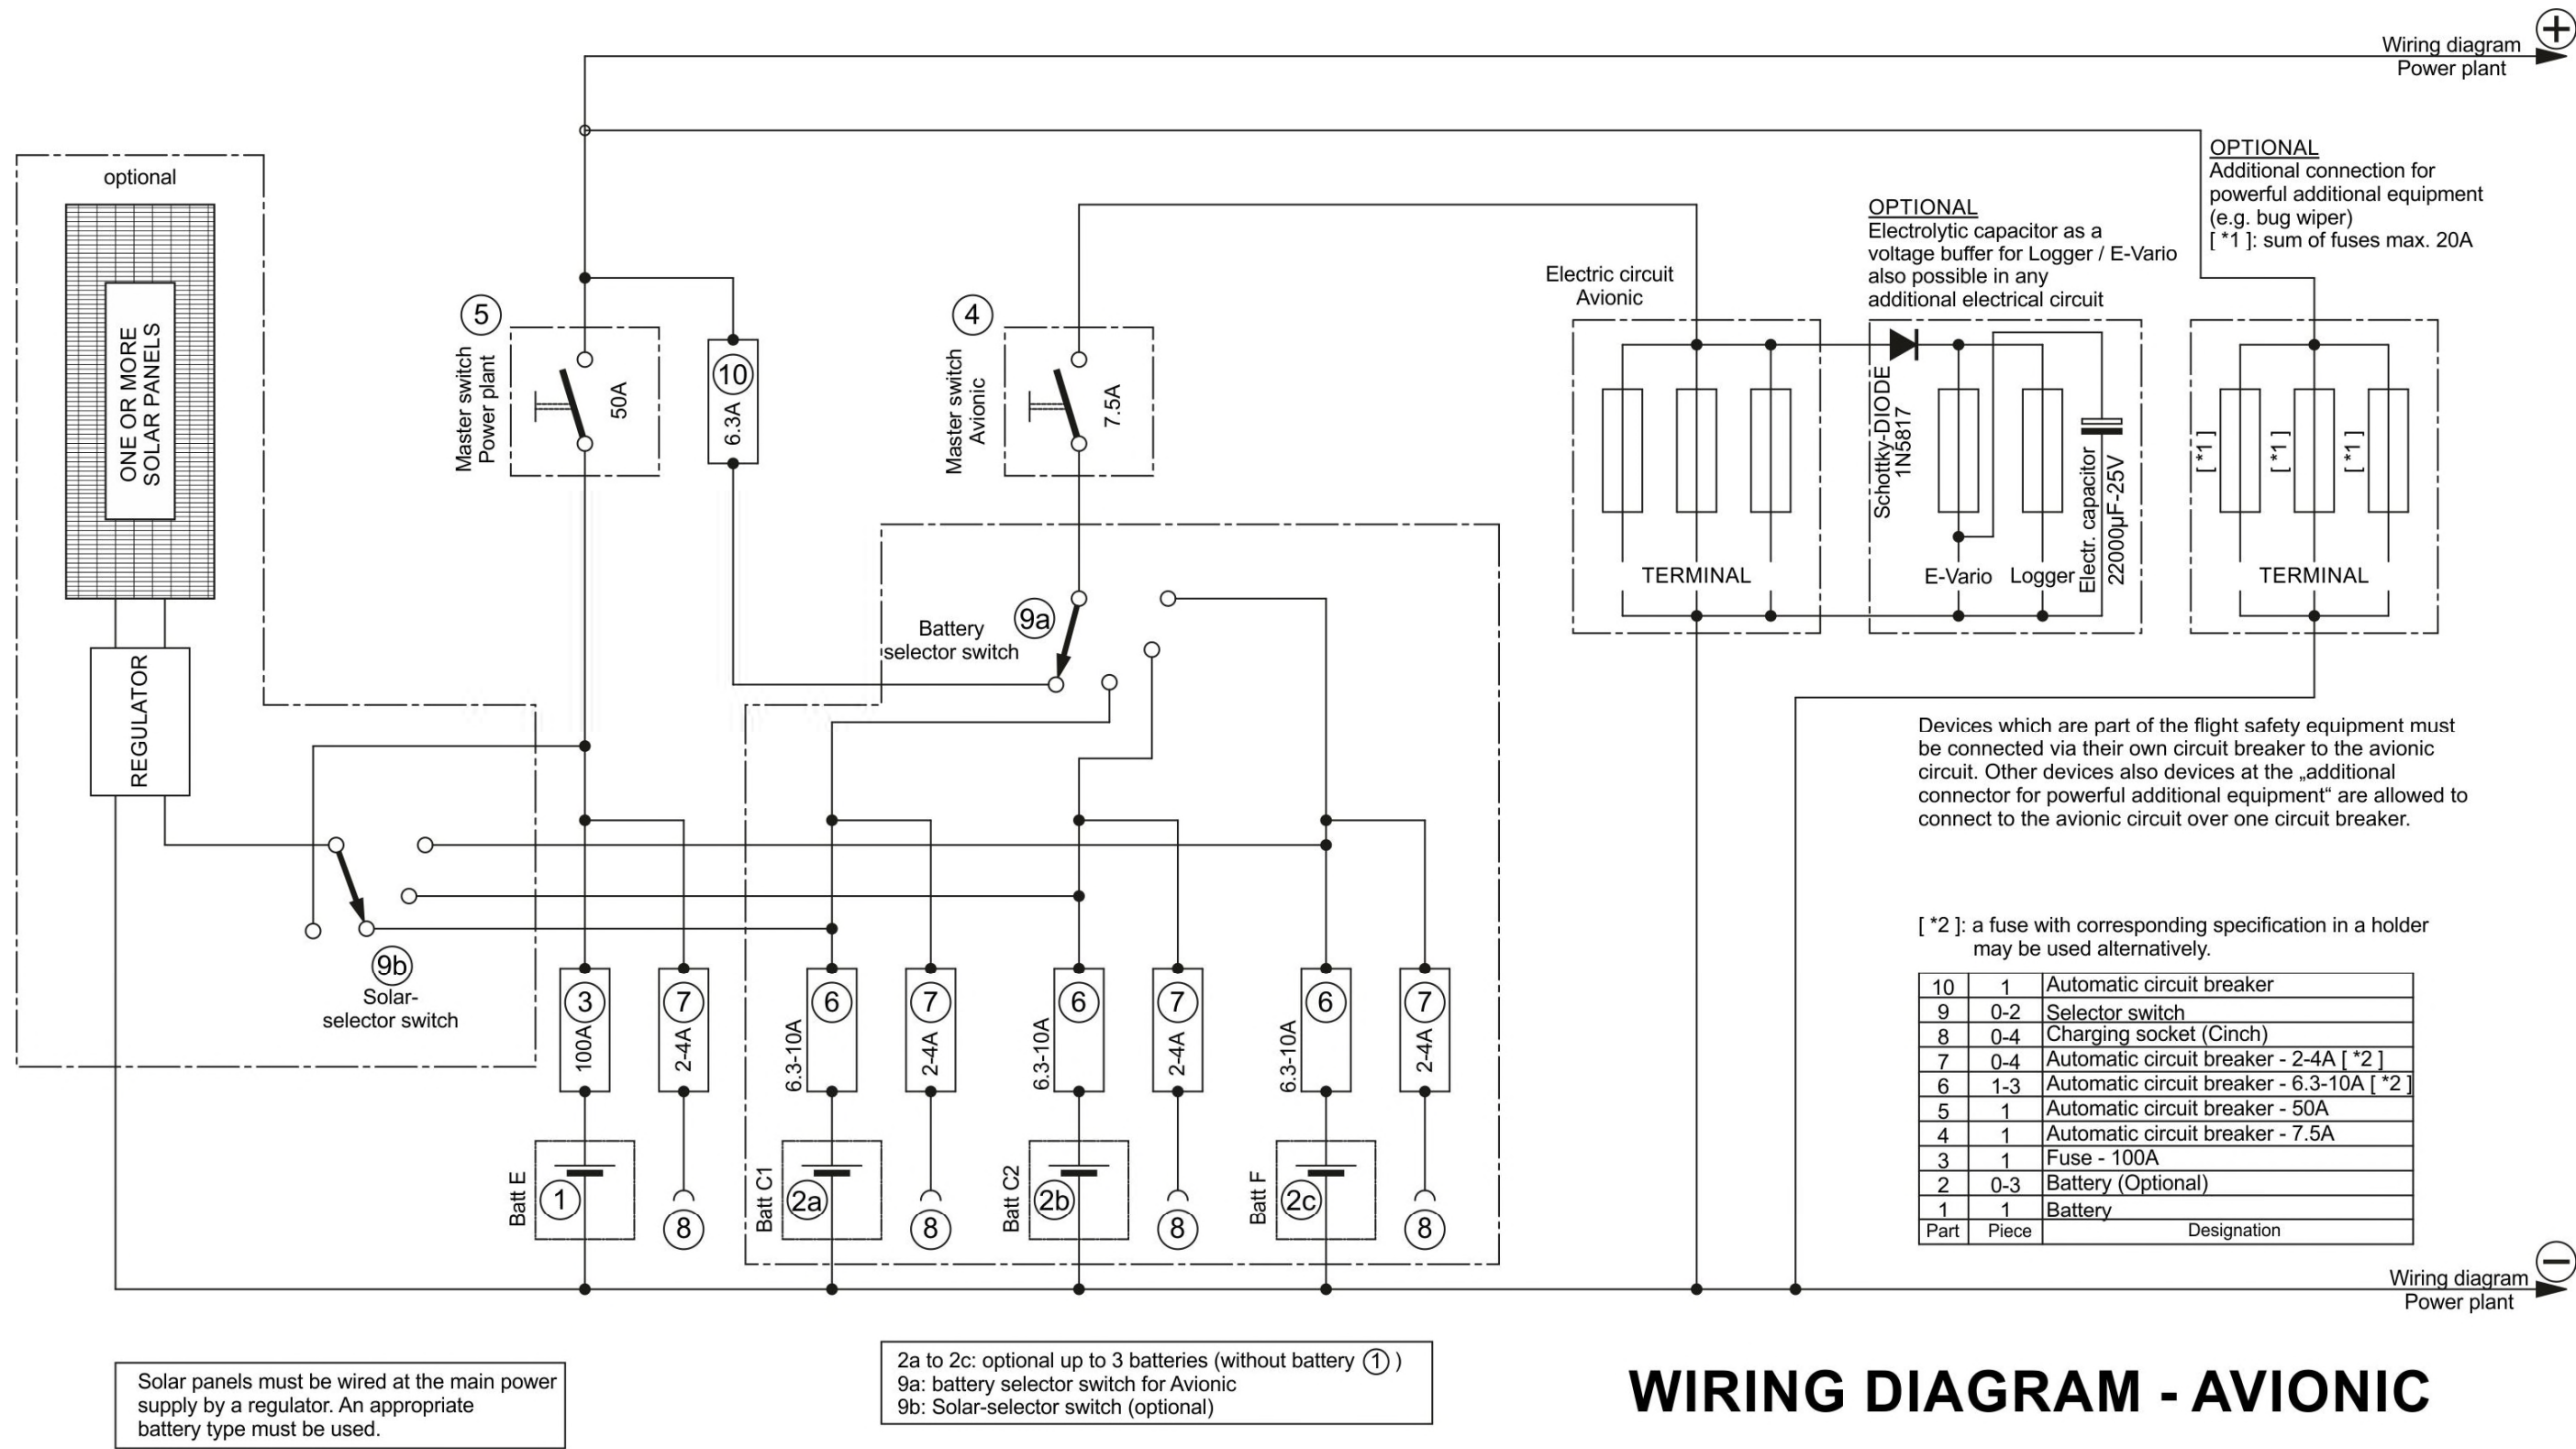 Wiring diagram
Power plant
+
optional
ONE OR MORE
SOLAR PANELS
REGULATOR
5
Master switch
Power plant
50A
10
6.3A
4
Master switch
Avionic
7.5A
Electric circuit
Avionic
TERMINAL
OPTIONAL
Electrolytic capacitor as a
voltage buffer for Logger / E-Vario
also possible in any
additional electrical circuit
Schottky-DIODE
1N5817
E-Vario
Logger
Electr. capacitor
22000µF-25V
OPTIONAL
Additional connection for
powerful additional equipment
(e.g. bug wiper)
[ *1 ]: sum of fuses max. 20A
[ *1 ]
[ *1 ]
[ *1 ]
TERMINAL
9a
Battery
selector switch
9b
Solar-
selector switch
3
100A
7
2-4A
6
6.3-10A
7
2-4A
6
6.3-10A
7
2-4A
6
6.3-10A
7
2-4A
Batt E
1
8
Batt C1
2a
8
Batt C2
2b
8
Batt F
2c
8
Devices which are part of the flight safety equipment must
be connected via their own circuit breaker to the avionic
circuit. Other devices also devices at the „additional
connector for powerful additional equipment“ are allowed to
connect to the avionic circuit over one circuit breaker.
[ *2 ]: a fuse with corresponding specification in a holder
may be used alternatively.
10 1 Automatic circuit breaker
9 0-2 Selector switch
8 0-4 Charging socket (Cinch)
7 0-4 Automatic circuit breaker - 2-4A [ *2 ]
6 1-3 Automatic circuit breaker - 6.3-10A [ *2 ]
5 1 Automatic circuit breaker - 50A
4 1 Automatic circuit breaker - 7.5A
3 1 Fuse - 100A
2 0-3 Battery (Optional)
1 1 Battery
Part Piece Designation
Wiring diagram
Power plant
−
Solar panels must be wired at the main power
supply by a regulator. An appropriate
battery type must be used.
2a to 2c: optional up to 3 batteries (without battery 1 )
9a: battery selector switch for Avionic
9b: Solar-selector switch (optional)
WIRING DIAGRAM - AVIONIC